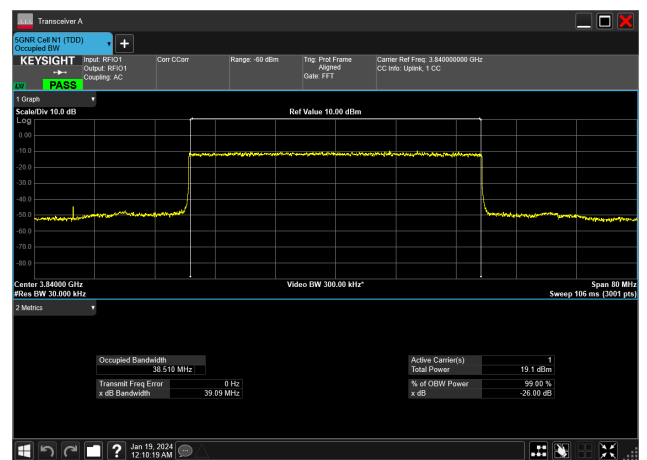 Transceiver A
5GNR Cell N1 (TDD)
Occupied BW
KEYSIGHT
Input: RFIO1
Output: RFIO1
Coupling: AC
Corr CCorr
Range: -60 dBm
Trig: Prot Frame
Aligned
Gate: FFT
Carrier Ref Freq: 3.840000000 GHz
CC Info: Uplink, 1 CC
LV
PASS
1 Graph
Scale/Div 10.0 dB
Ref Value 10.00 dBm
Log
0.00
-10.0
-20.0
-30.0
-40.0
-50.0
-60.0
-70.0
-80.0
Center 3.84000 GHz
Video BW 300.00 kHz*
Span 80 MHz
#Res BW 30.000 kHz
Sweep 106 ms (3001 pts)
2 Metrics
Occupied Bandwidth
38.510 MHz
Active Carrier(s) 1
Total Power 19.1 dBm
Transmit Freq Error 0 Hz
x dB Bandwidth 39.09 MHz
% of OBW Power 99.00 %
x dB -26.00 dB
Jan 19, 2024
12:10:19 AM